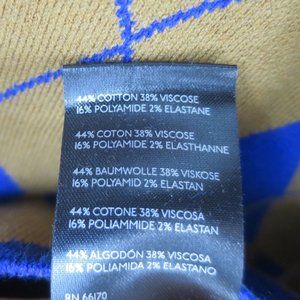 44% COTTON 38% VISCOSE
16% POLYAMIDE 2% ELASTANE
44% COTON 38% VISCOSE
16% POLYAMIDE 2% ELASTHANNE
44% BAUMWOLLE 38% VISKOSE
16% POLYAMID 2% ELASTAN
44% COTONE 38% VISCOSA
16% POLIAMMIDE 2% ELASTAN
44% ALGODÓN 38% VISCOSA
16% POLIAMIDA 2% ELASTANO
RN 66170